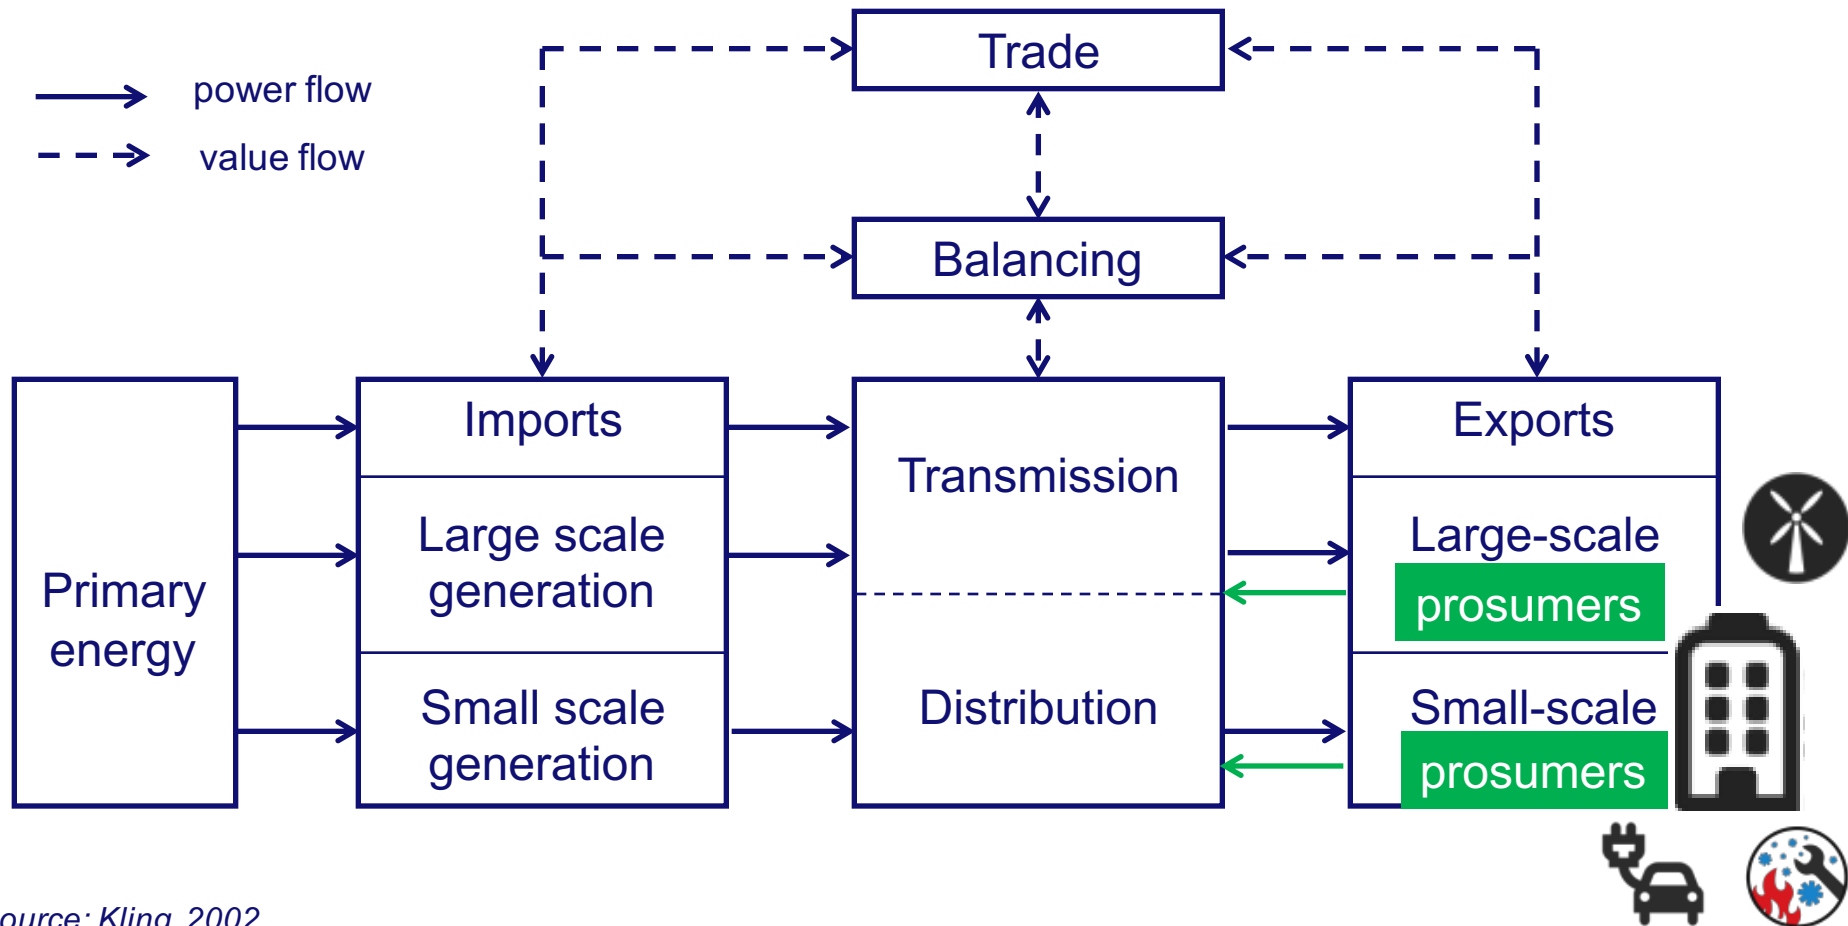 Trade
power flow
value flow
Balancing
Imports
Exports
Transmission
Large scale
generation
Large-scale
prosumers
Primary
energy
Small scale
generation
Distribution
Small-scale
prosumers
ource: Kling, 2002